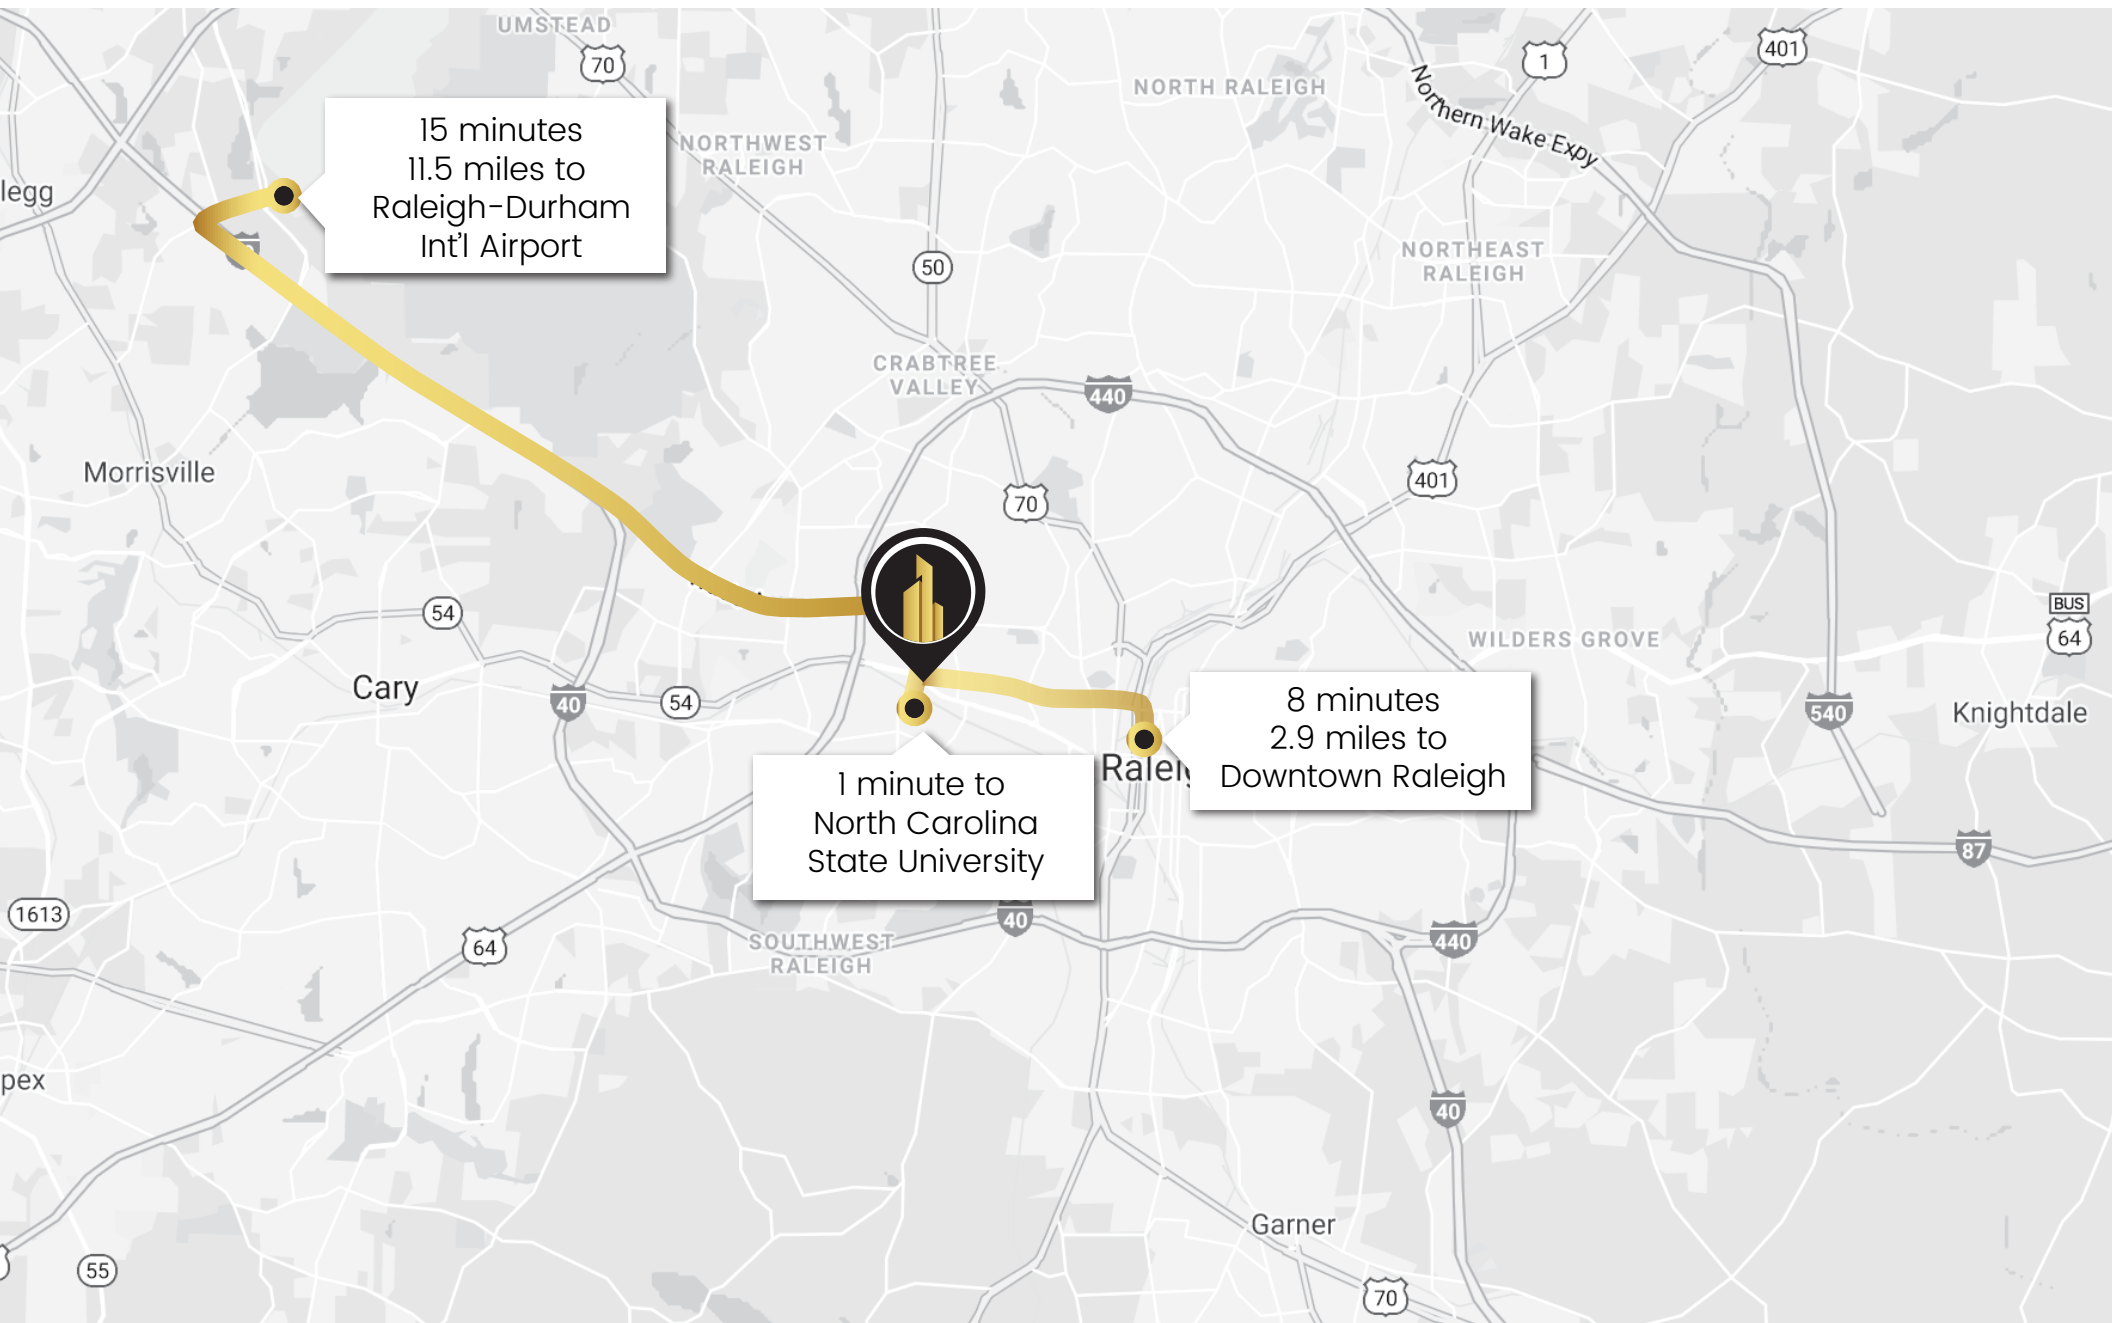 UMSTEAD
70
401
1
NORTH RALEIGH
Northern Wake Expy
15 minutes
11.5 miles to
Raleigh-Durham
Int'l Airport
NORTHWEST
RALEIGH
legg
NORTHEAST
RALEIGH
50
CRABTREE
VALLEY
440
Morrisville
401
70
54
BUS
64
WILDERS GROVE
Cary
40
54
8 minutes
2.9 miles to
Downtown Raleigh
540
Knightdale
Raleig
1 minute to
North Carolina
State University
87
1613
40
64
SOUTHWEST
RALEIGH
440
pex
40
Garner
55
70